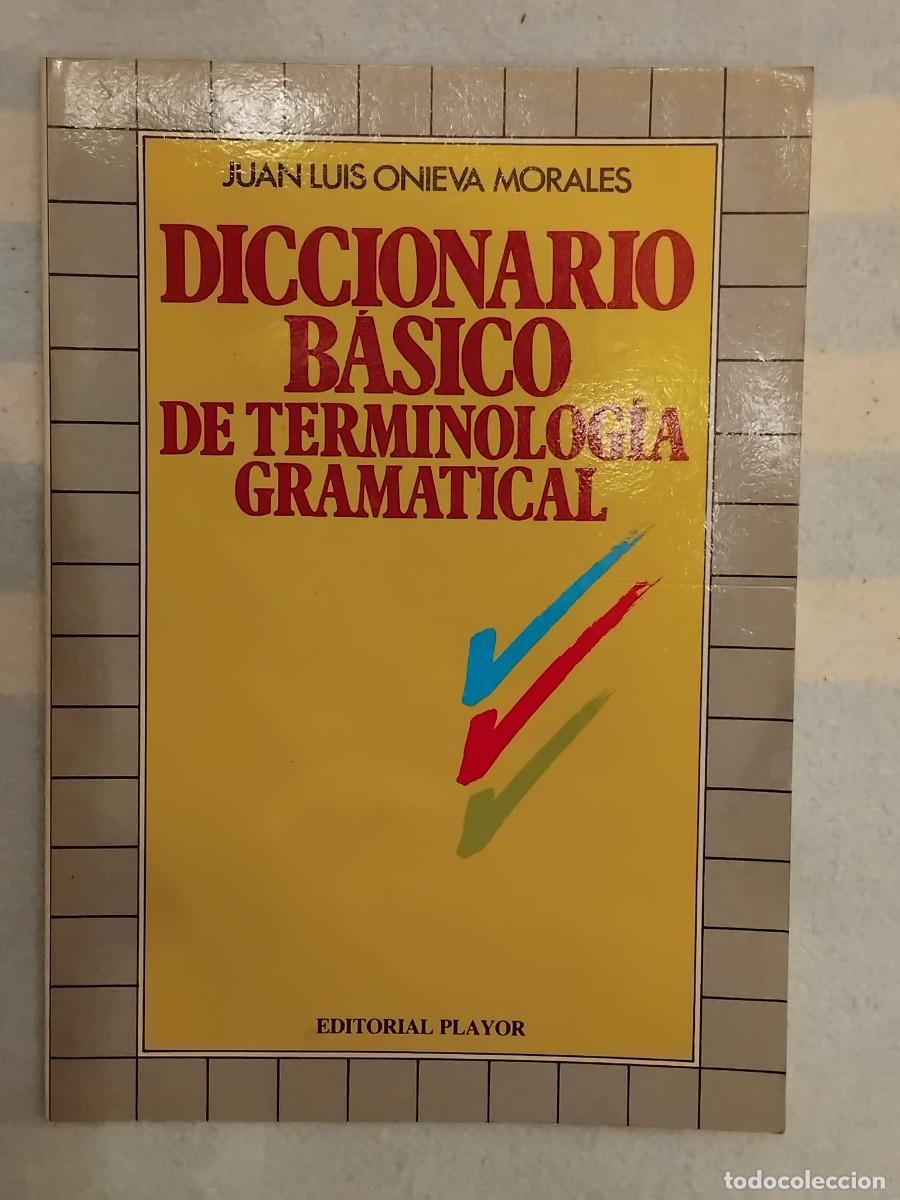 JUAN LUIS ONIEVA MORALES
DICCIONARIO
BÁSICO
DE TERMINOLOGÍA
GRAMATICAL
EDITORIAL PLAYOR
todocoleccion